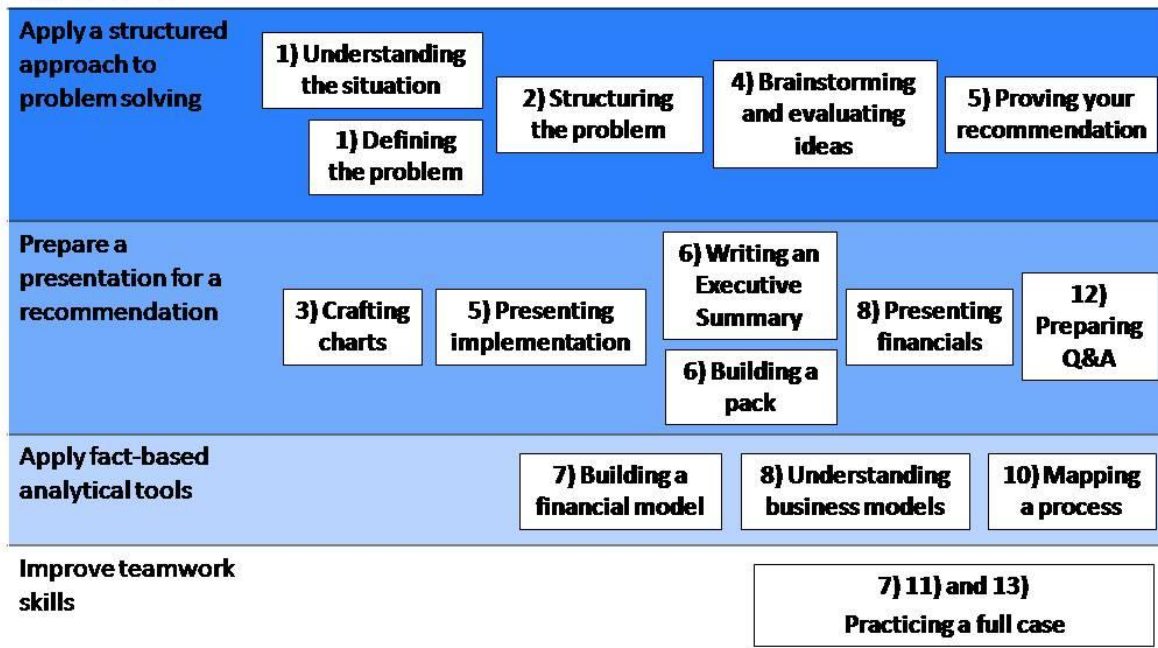 Apply a structured
approach to
problem solving
1) Understanding
the situation
1) Defining
the problem
2) Structuring
the problem
4) Brainstorming
and evaluating
ideas
5) Proving your
recommendation
Prepare a
presentation for a
recommendation
3) Crafting
charts
5) Presenting
implementation
6) Writing an
Executive
Summary
6) Building a
pack
8) Presenting
financials
12)
Preparing
Q&A
Apply fact-based
analytical tools
7) Building a
financial model
8) Understanding
business models
10) Mapping
a process
Improve teamwork
skills
7) 11) and 13)
Practicing a full case